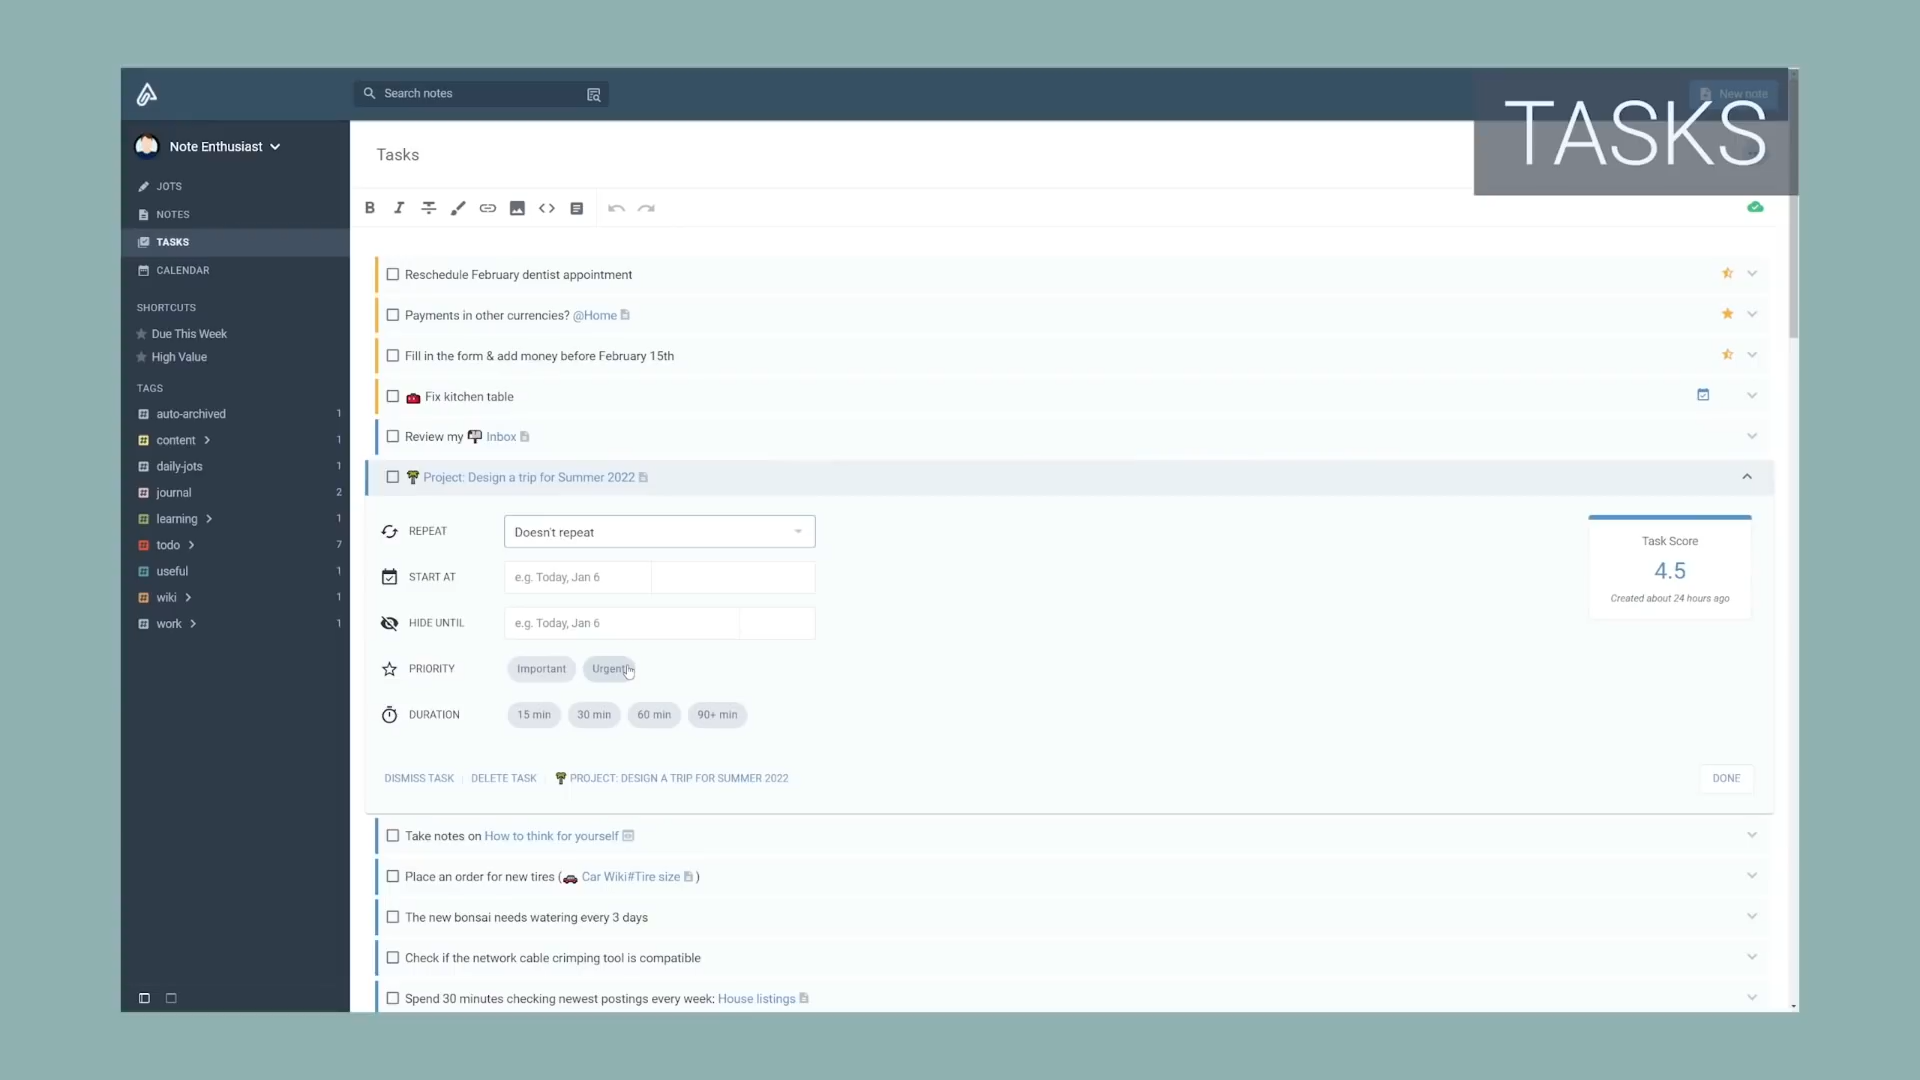 Search notes
New note
TASKS
Note Enthusiast
JOTS
NOTES
TASKS
CALENDAR
SHORTCUTS
Due This Week
High Value
TAGS
auto-archived 1
content 1
daily-jots 1
journal 2
learning 1
todo 7
useful 1
wiki 1
work 1
Tasks
Reschedule February dentist appointment
Payments in other currencies? @Home
Fill in the form & add money before February 15th
Fix kitchen table
Review my Inbox
Project: Design a trip for Summer 2022
REPEAT Doesn't repeat
START AT e.g. Today, Jan 6
HIDE UNTIL e.g. Today, Jan 6
PRIORITY Important Urgent
DURATION 15 min 30 min 60 min 90+ min
Task Score
4.5
Created about 24 hours ago
DISMISS TASK DELETE TASK PROJECT: DESIGN A TRIP FOR SUMMER 2022 DONE
Take notes on How to think for yourself
Place an order for new tires ( Car Wiki#Tire size )
The new bonsai needs watering every 3 days
Check if the network cable crimping tool is compatible
Spend 30 minutes checking newest postings every week: House listings